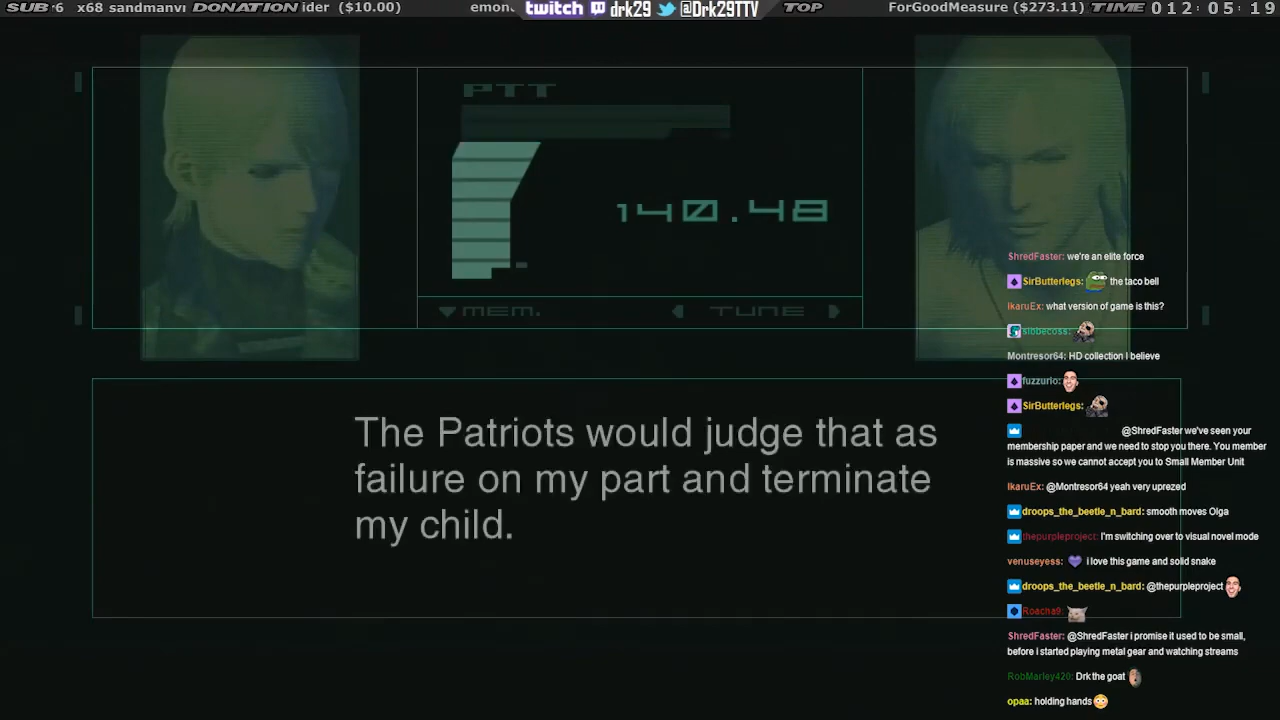 SUB r6 x68 sandmanvi DONATION ider ($10.00) emon twitch drk29 @Drk29TTV TOP ForGoodMeasure ($273.11) TIME 012:05:19
PTT
140.48
MEM. TUNE
The Patriots would judge that as
failure on my part and terminate
my child.
ShredFaster: we're an elite force
SirButterlegs: the taco bell
IkaruEx: what version of game is this?
sibbecoss:
Montresor64: HD collection I believe
fuzzurio:
SirButterlegs:
@ShredFaster we've seen your
membership paper and we need to stop you there. You member
is massive so we cannot accept you to Small Member Unit
IkaruEx: @Montresor64 yeah very uprezed
droops_the_beetle_n_bard: smooth moves Olga
thepurpleproject: I'm switching over to visual novel mode
venuseyess: i love this game and solid snake
droops_the_beetle_n_bard: @thepurpleproject
Roacna9:
ShredFaster: @ShredFaster i promise it used to be small,
before i started playing metal gear and watching streams
RobMarley420: Drk the goat
opaa: holding hands